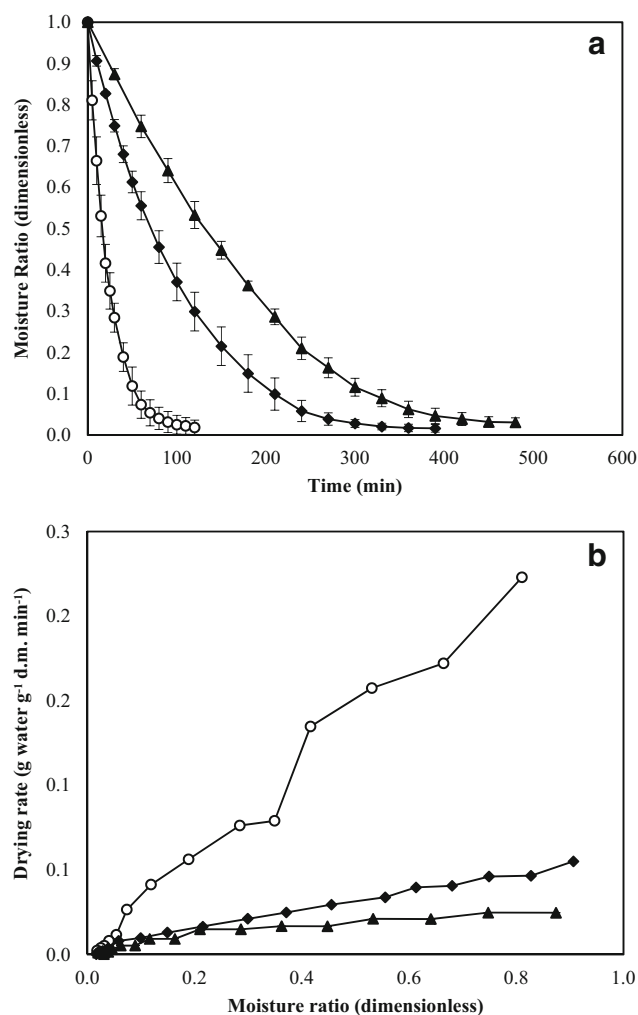 a
1.0
0.9
0.8
0.7
0.6
0.5
0.4
0.3
0.2
0.1
0.0
Moisture Ratio (dimensionless)
0 100 200 300 400 500 600
Time (min)
b
0.3
0.2
0.2
0.1
0.1
0.0
Drying rate (g water g⁻¹ d.m. min⁻¹)
0.0 0.2 0.4 0.6 0.8 1.0
Moisture ratio (dimensionless)